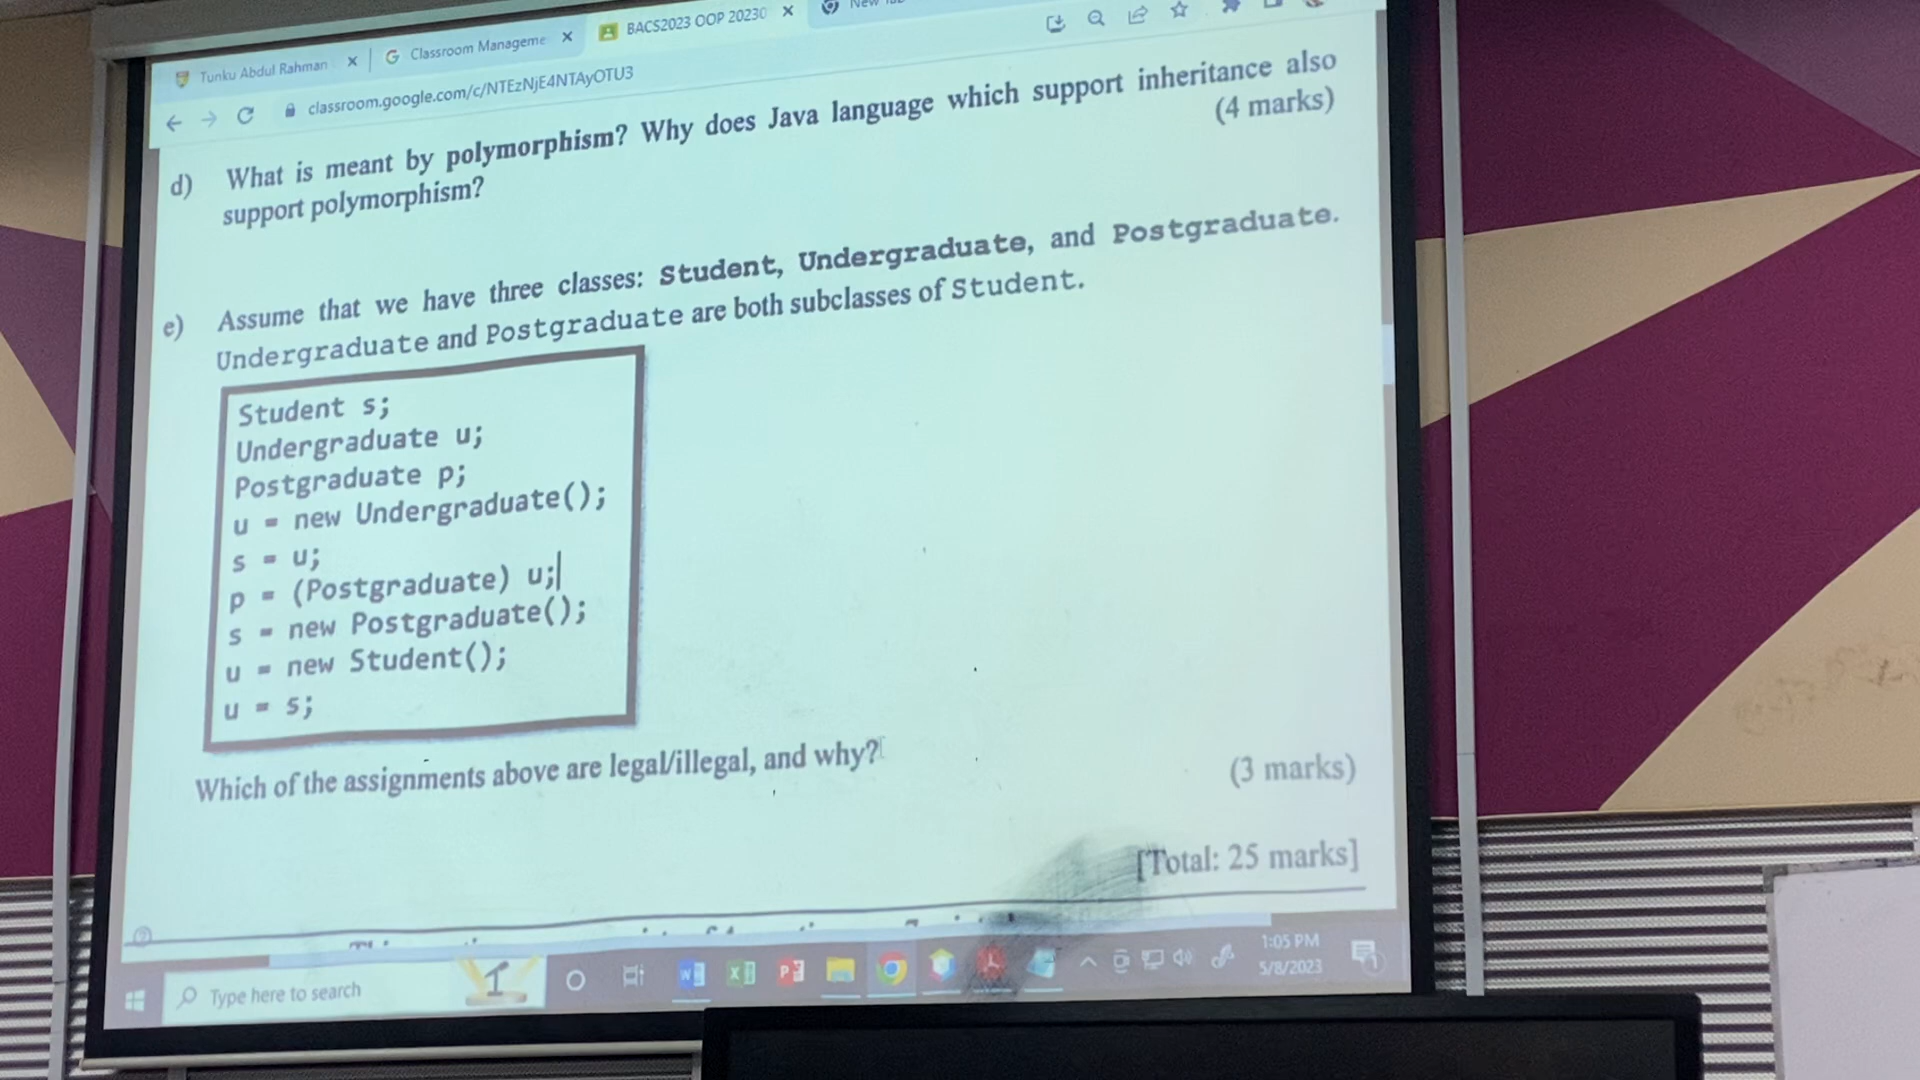 Tunku Abdul Rahman
Classroom Manageme
BACS2023 OOP 20230
New Tab
classroom.google.com/c/NTEzNjE4NTAyOTU3
d) What is meant by polymorphism? Why does Java language which support inheritance also
support polymorphism?
(4 marks)
e) Assume that we have three classes: Student, Undergraduate, and Postgraduate.
Undergraduate and Postgraduate are both subclasses of Student.
Student s;
Undergraduate u;
Postgraduate p;
u = new Undergraduate();
s = u;
p = (Postgraduate) u;
s = new Postgraduate();
u = new Student();
u = s;
Which of the assignments above are legal/illegal, and why?
(3 marks)
[Total: 25 marks]
Type here to search
1:05 PM
5/8/2023